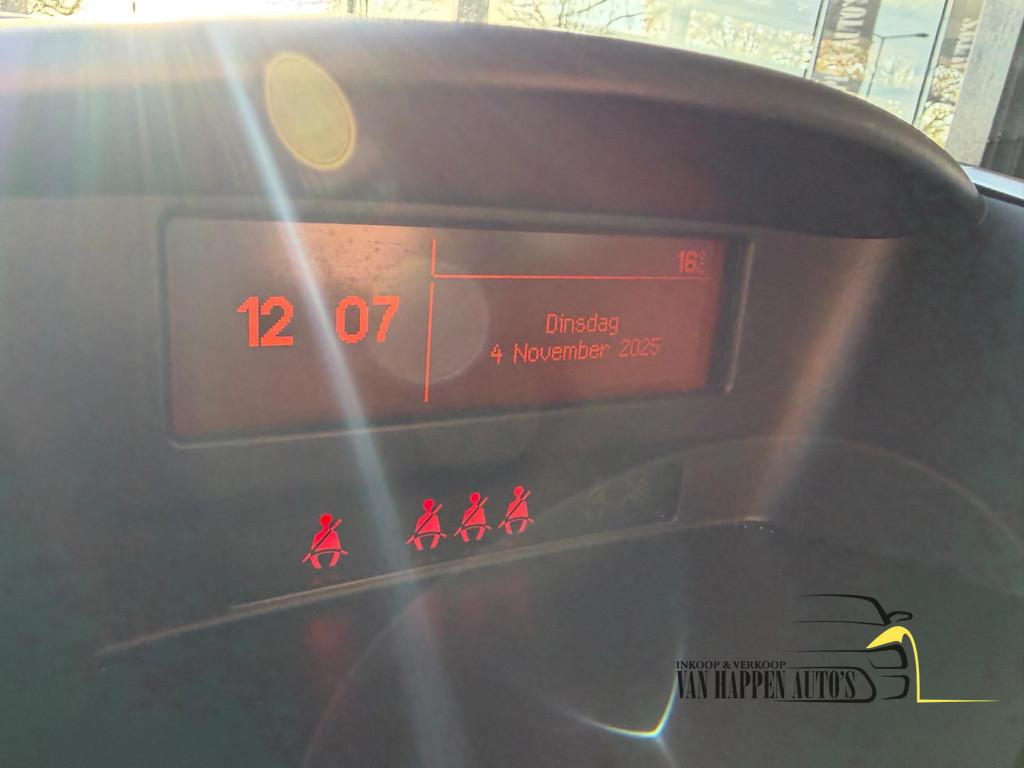 12 07
16°C
Dinsdag
4 November 2025
INKOOP & VERKOOP
VAN HAPPEN AUTO'S